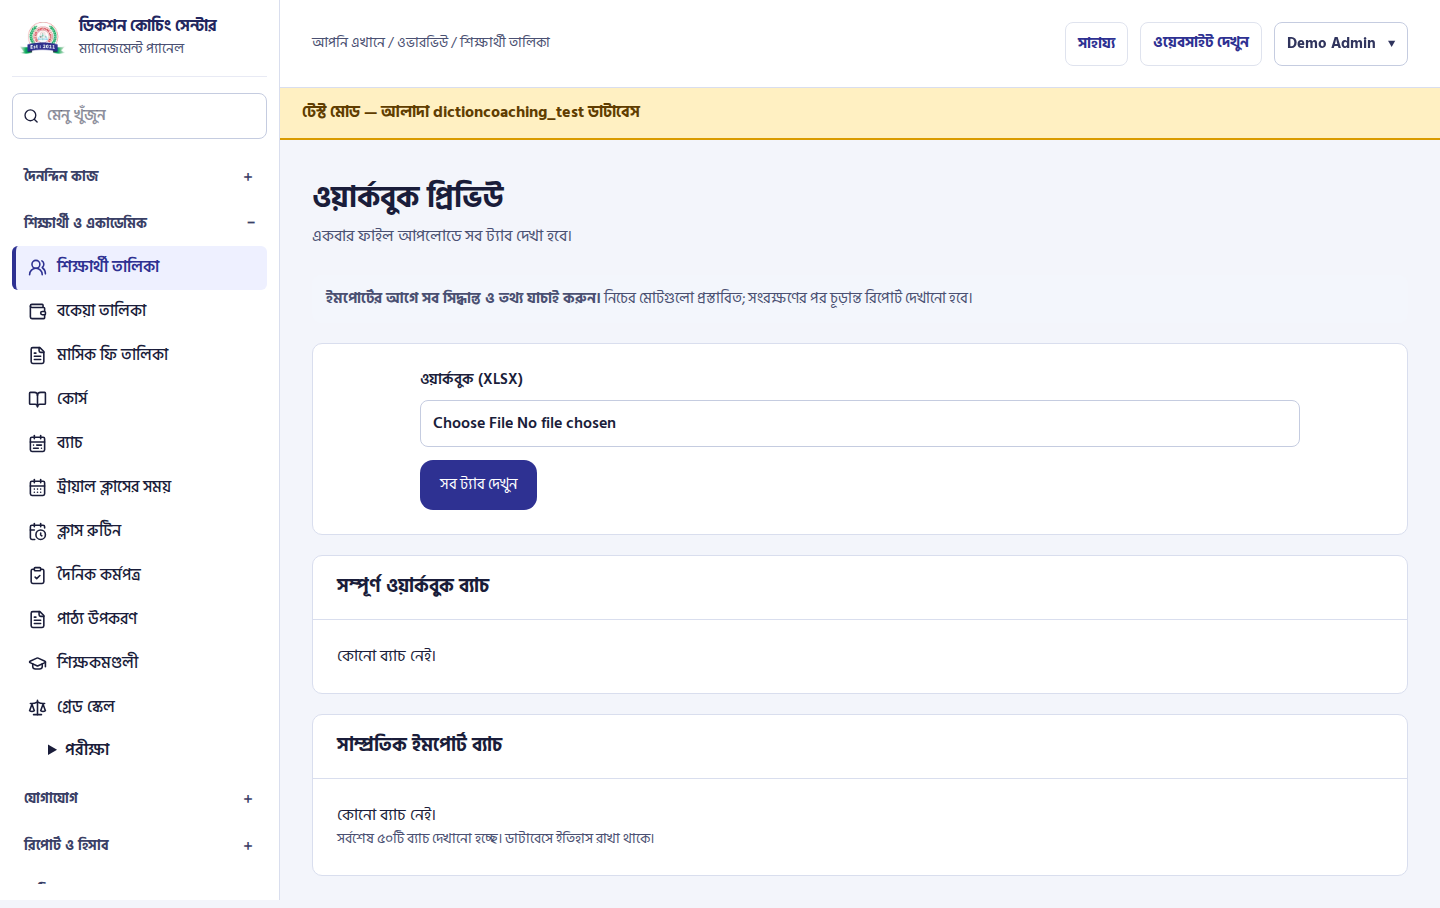 ডিকশন কোচিং সেন্টার
ম্যানেজমেন্ট প্যানেল
Est : 2011
মেনু খুঁজুন
দৈনন্দিন কাজ +
শিক্ষার্থী ও একাডেমিক −
শিক্ষার্থী তালিকা
বকেয়া তালিকা
মাসিক ফি তালিকা
কোর্স
ব্যাচ
ট্রায়াল ক্লাসের সময়
ক্লাস রুটিন
দৈনিক কর্মপত্র
পাঠ্য উপকরণ
শিক্ষকমণ্ডলী
গ্রেড স্কেল
পরীক্ষা
যোগাযোগ +
রিপোর্ট ও হিসাব +
আপনি এখানে / ওভারভিউ / শিক্ষার্থী তালিকা
সাহায্য
ওয়েবসাইট দেখুন
Demo Admin
টেস্ট মোড — আলাদা dictioncoaching_test ডাটাবেস
ওয়ার্কবুক প্রিভিউ
একবার ফাইল আপলোডে সব ট্যাব দেখা হবে।
ইমপোর্টের আগে সব সিদ্ধান্ত ও তথ্য যাচাই করুন। নিচের মোটগুলো প্রস্তাবিত; সংরক্ষণের পর চূড়ান্ত রিপোর্ট দেখানো হবে।
ওয়ার্কবুক (XLSX)
Choose File No file chosen
সব ট্যাব দেখুন
সম্পূর্ণ ওয়ার্কবুক ব্যাচ
কোনো ব্যাচ নেই।
সাম্প্রতিক ইমপোর্ট ব্যাচ
কোনো ব্যাচ নেই।
সর্বশেষ ৫০টি ব্যাচ দেখানো হচ্ছে। ডাটাবেসে ইতিহাস রাখা থাকে।